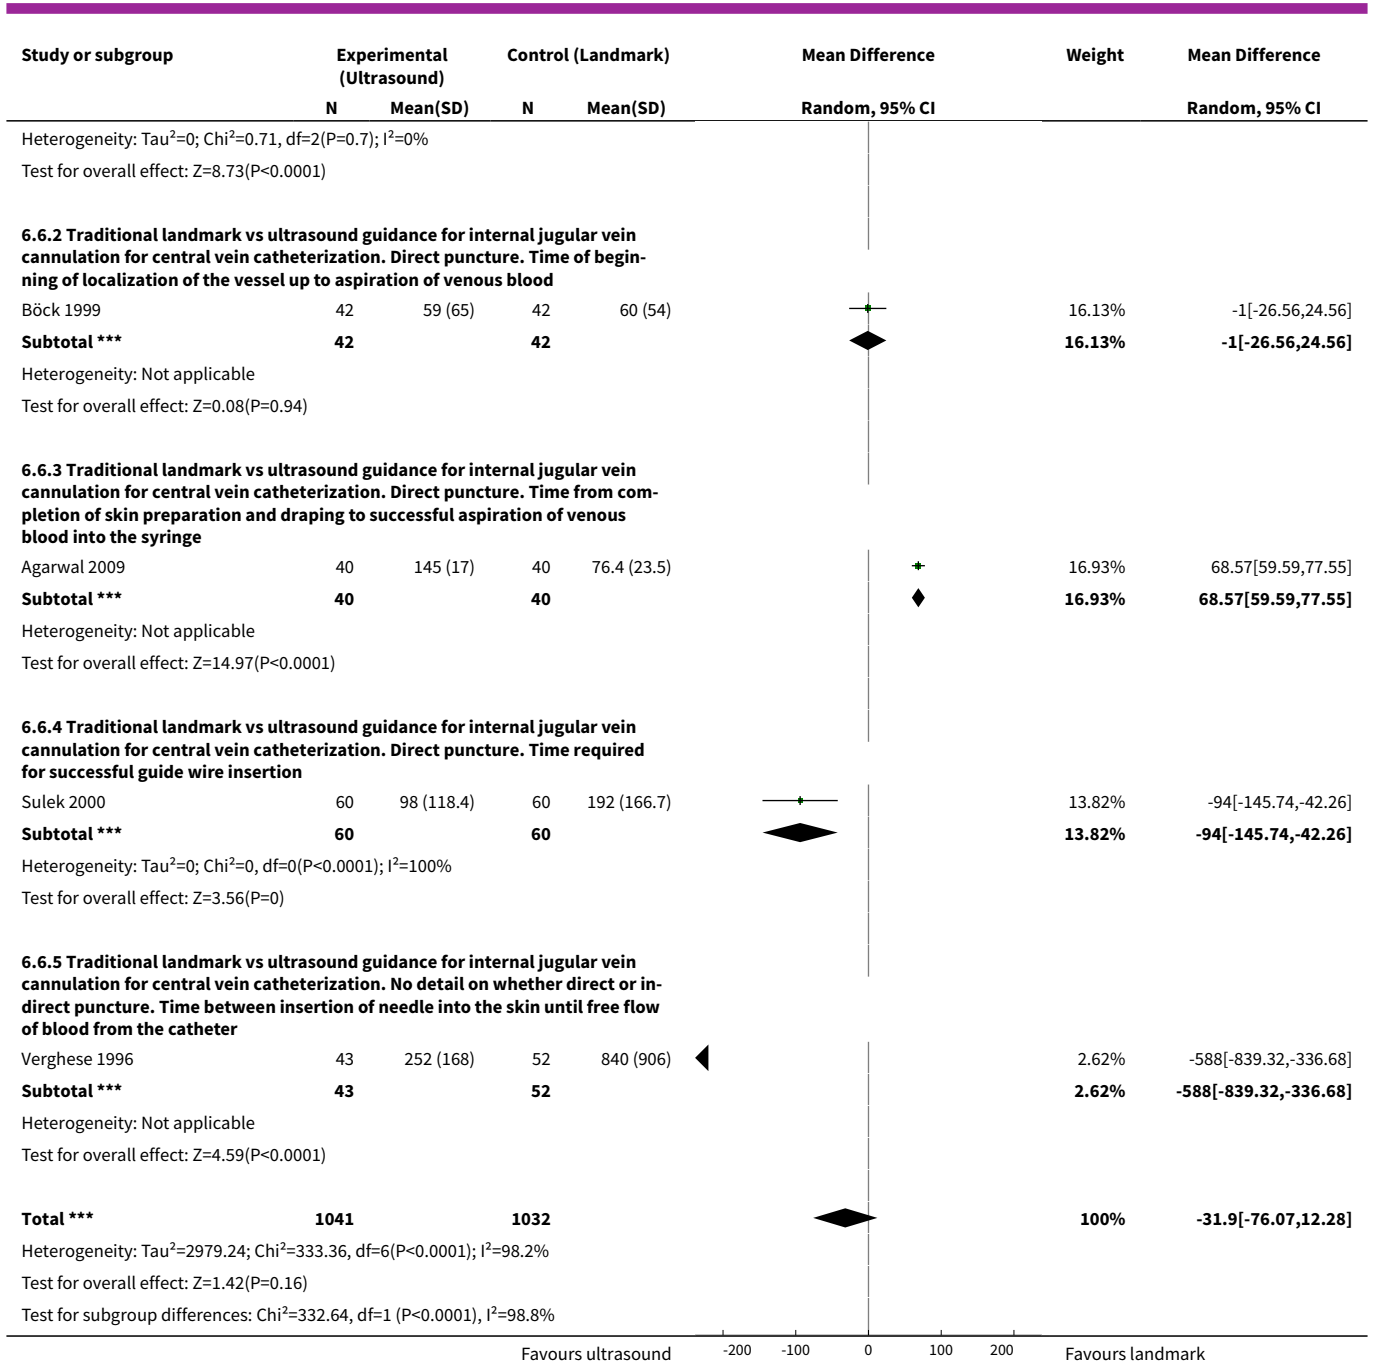 Study or subgroup Experimental (Ultrasound) Control (Landmark) Mean Difference Weight Mean Difference
N Mean(SD) N Mean(SD) Random, 95% CI Random, 95% CI
Heterogeneity: Tau²=0; Chi²=0.71, df=2(P=0.7); I²=0%
Test for overall effect: Z=8.73(P<0.0001)
6.6.2 Traditional landmark vs ultrasound guidance for internal jugular vein
cannulation for central vein catheterization. Direct puncture. Time of begin-
ning of localization of the vessel up to aspiration of venous blood
Böck 1999 42 59 (65) 42 60 (54) 16.13% -1[-26.56,24.56]
Subtotal *** 42 42 16.13% -1[-26.56,24.56]
Heterogeneity: Not applicable
Test for overall effect: Z=0.08(P=0.94)
6.6.3 Traditional landmark vs ultrasound guidance for internal jugular vein
cannulation for central vein catheterization. Direct puncture. Time from com-
pletion of skin preparation and draping to successful aspiration of venous
blood into the syringe
Agarwal 2009 40 145 (17) 40 76.4 (23.5) 16.93% 68.57[59.59,77.55]
Subtotal *** 40 40 16.93% 68.57[59.59,77.55]
Heterogeneity: Not applicable
Test for overall effect: Z=14.97(P<0.0001)
6.6.4 Traditional landmark vs ultrasound guidance for internal jugular vein
cannulation for central vein catheterization. Direct puncture. Time required
for successful guide wire insertion
Sulek 2000 60 98 (118.4) 60 192 (166.7) 13.82% -94[-145.74,-42.26]
Subtotal *** 60 60 13.82% -94[-145.74,-42.26]
Heterogeneity: Tau²=0; Chi²=0, df=0(P<0.0001); I²=100%
Test for overall effect: Z=3.56(P=0)
6.6.5 Traditional landmark vs ultrasound guidance for internal jugular vein
cannulation for central vein catheterization. No detail on whether direct or in-
direct puncture. Time between insertion of needle into the skin until free flow
of blood from the catheter
Verghese 1996 43 252 (168) 52 840 (906) 2.62% -588[-839.32,-336.68]
Subtotal *** 43 52 2.62% -588[-839.32,-336.68]
Heterogeneity: Not applicable
Test for overall effect: Z=4.59(P<0.0001)
Total *** 1041 1032 100% -31.9[-76.07,12.28]
Heterogeneity: Tau²=2979.24; Chi²=333.36, df=6(P<0.0001); I²=98.2%
Test for overall effect: Z=1.42(P=0.16)
Test for subgroup differences: Chi²=332.64, df=1 (P<0.0001), I²=98.8%
Favours ultrasound -200 -100 0 100 200 Favours landmark